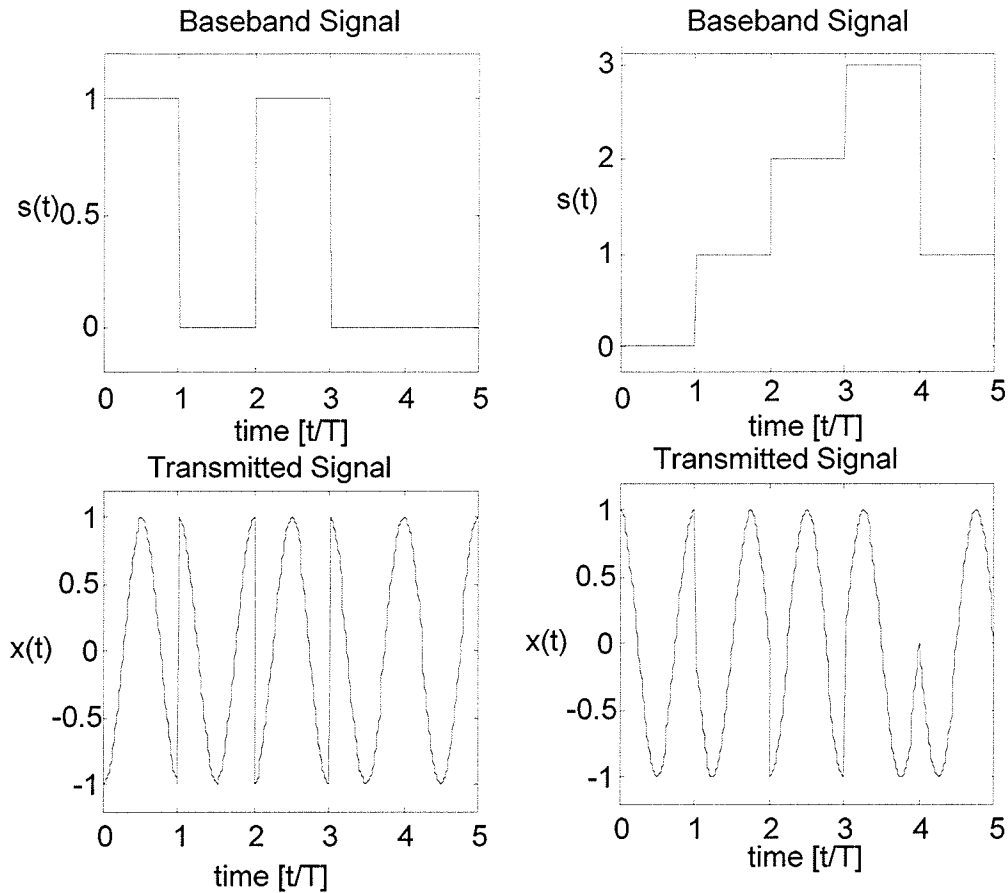 Baseband Signal
1
s(t)
0.5
0
0 1 2 3 4 5
time [t/T]
Baseband Signal
3
2
s(t)
1
0
0 1 2 3 4 5
time [t/T]
Transmitted Signal
1
0.5
x(t)
0
-0.5
-1
0 1 2 3 4 5
time [t/T]
Transmitted Signal
1
0.5
x(t)
0
-0.5
-1
0 1 2 3 4 5
time [t/T]